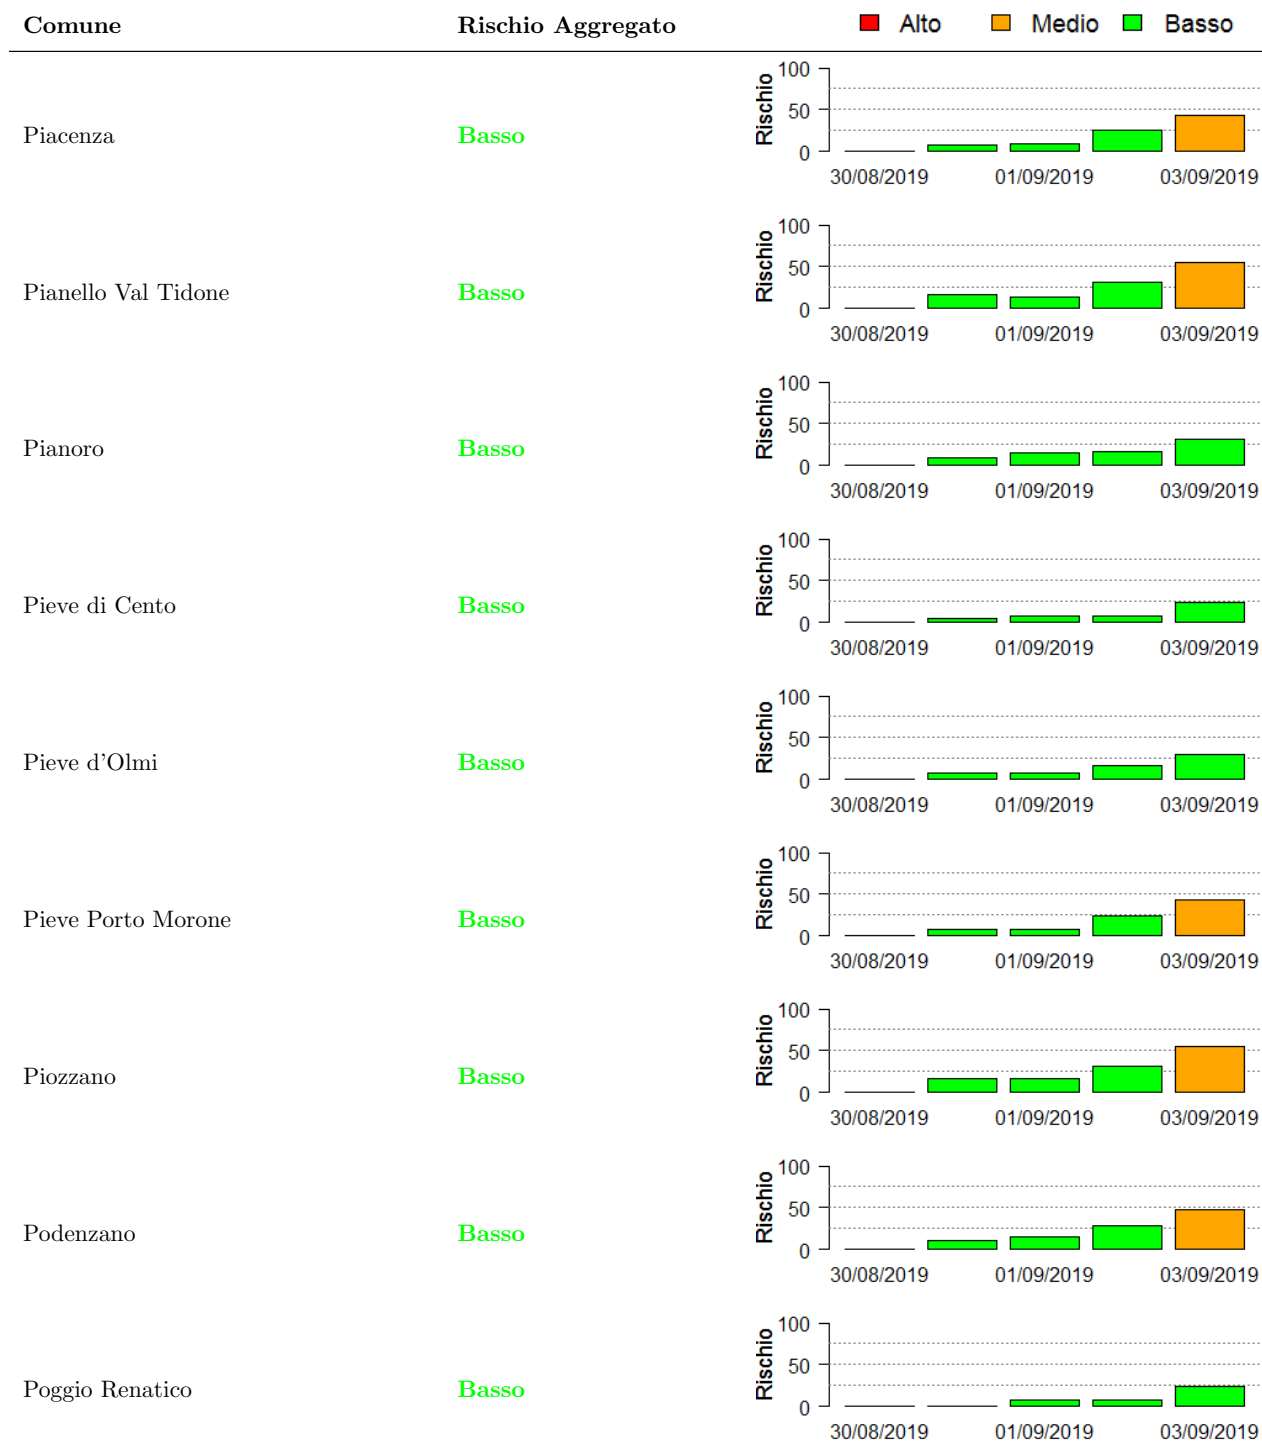 Comune Rischio Aggregato Alto Medio Basso
Piacenza Basso
Rischio
100
50
0
30/08/2019 01/09/2019 03/09/2019
Pianello Val Tidone Basso
Rischio
100
50
0
30/08/2019 01/09/2019 03/09/2019
Pianoro Basso
Rischio
100
50
0
30/08/2019 01/09/2019 03/09/2019
Pieve di Cento Basso
Rischio
100
50
0
30/08/2019 01/09/2019 03/09/2019
Pieve d'Olmi Basso
Rischio
100
50
0
30/08/2019 01/09/2019 03/09/2019
Pieve Porto Morone Basso
Rischio
100
50
0
30/08/2019 01/09/2019 03/09/2019
Piozzano Basso
Rischio
100
50
0
30/08/2019 01/09/2019 03/09/2019
Podenzano Basso
Rischio
100
50
0
30/08/2019 01/09/2019 03/09/2019
Poggio Renatico Basso
Rischio
100
50
0
30/08/2019 01/09/2019 03/09/2019